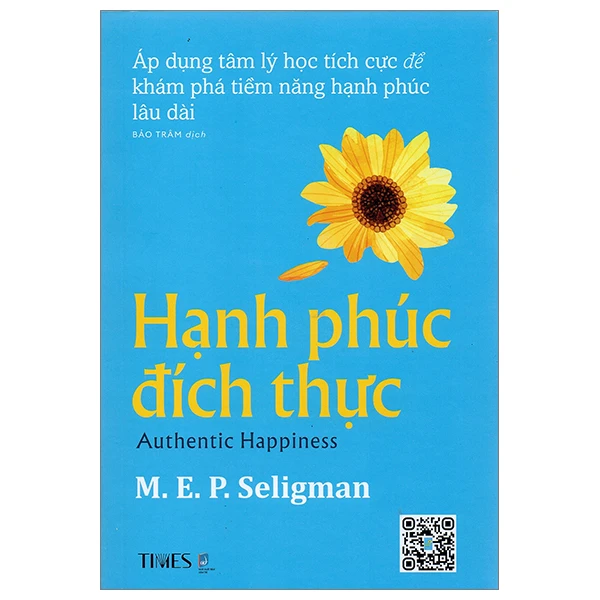 Áp dụng tâm lý học tích cực để
khám phá tiềm năng hạnh phúc
lâu dài
BẢO TRÂM dịch
Hạnh phúc
đích thực
Authentic Happiness
M. E. P. Seligman
TIMES